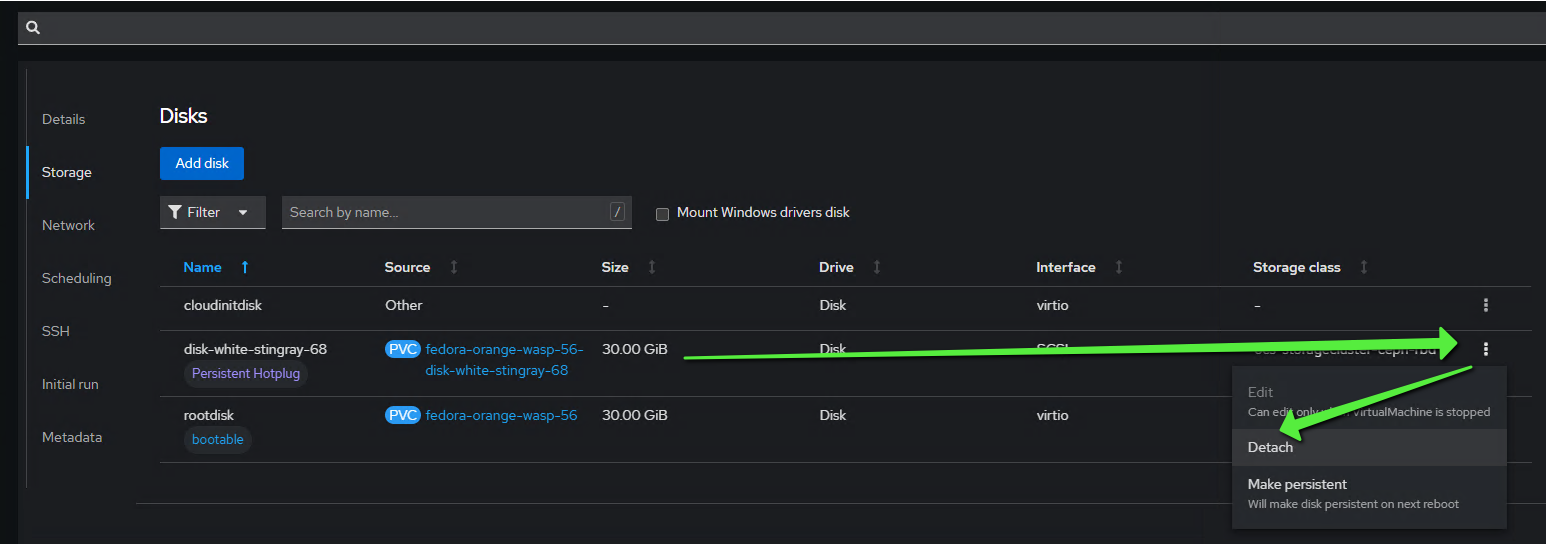 Details
Storage
Network
Scheduling
SSH
Initial run
Metadata
Disks
Add disk
Filter
Search by name...
/
Mount Windows drivers disk
Name Source Size Drive Interface Storage class
cloudinitdisk Other - Disk virtio -
disk-white-stingray-68 PVC fedora-orange-wasp-56- 30.00 GiB Disk SCSI
Persistent Hotplug disk-white-stingray-68
rootdisk PVC fedora-orange-wasp-56 30.00 GiB Disk virtio
bootable
Edit
Can edit only VirtualMachine is stopped
Detach
Make persistent
Will make disk persistent on next reboot